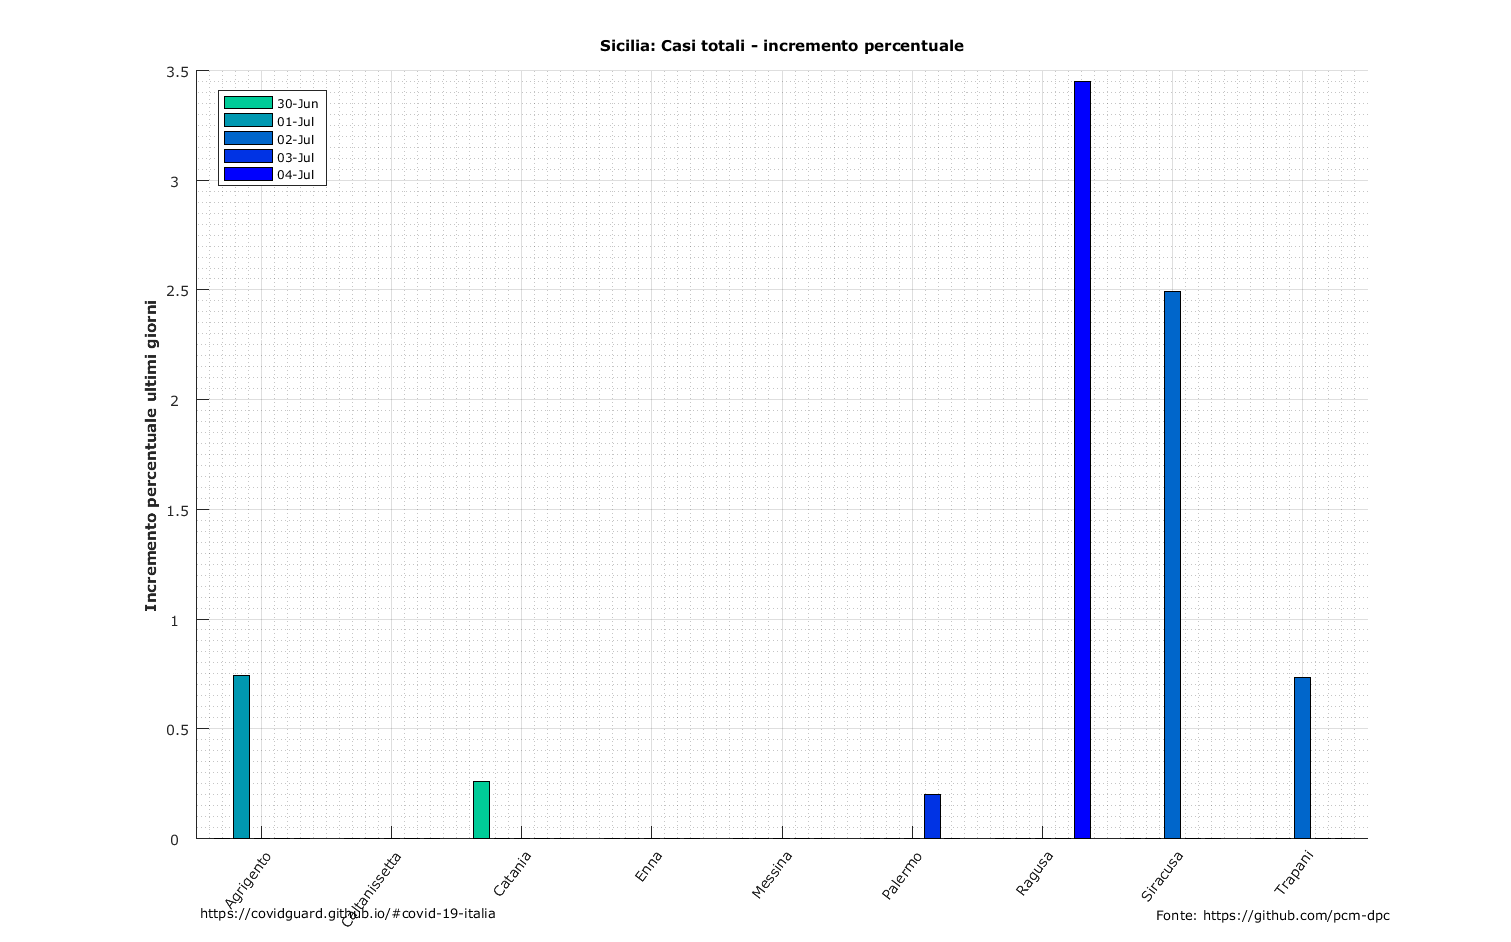 Sicilia: Casi totali - incremento percentuale
Incremento percentuale ultimi giorni
3.5
3
2.5
2
1.5
1
0.5
0
30-Jun
01-Jul
02-Jul
03-Jul
04-Jul
Agrigento
Caltanissetta
Catania
Enna
Messina
Palermo
Ragusa
Siracusa
Trapani
https://covidguard.github.io/#covid-19-italia
Fonte: https://github.com/pcm-dpc